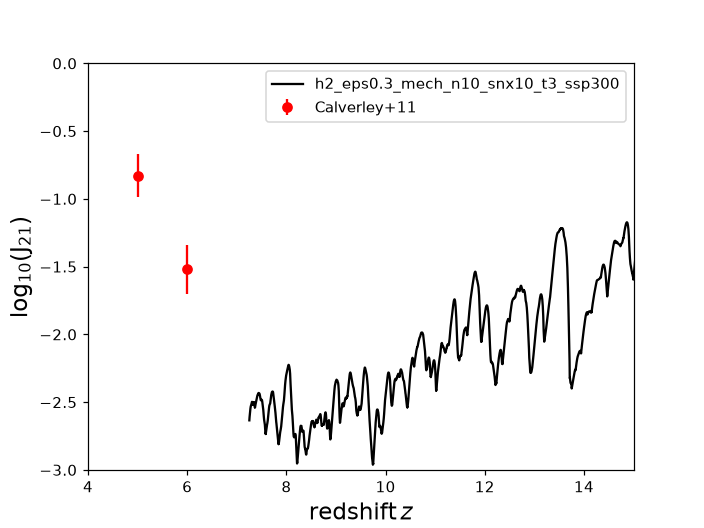 h2_eps0.3_mech_n10_snx10_t3_ssp300
Calverley+11
0.0
−0.5
−1.0
−1.5
−2.0
−2.5
−3.0
log₁₀(J₂₁)
4 6 8 10 12 14
redshift z